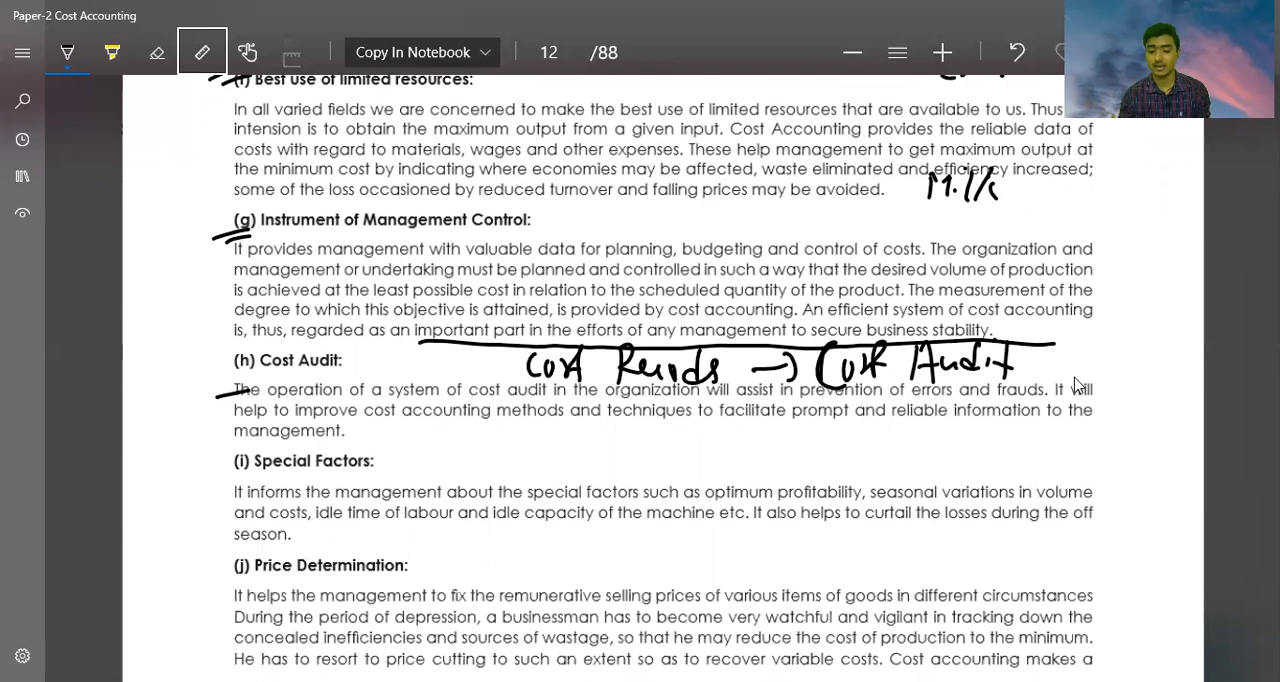 Paper-2 Cost Accounting
Copy In Notebook 12 /88
(f) Best use of limited resources:
In all varied fields we are concerned to make the best use of limited resources that are available to us. Thus
intension is to obtain the maximum output from a given input. Cost Accounting provides the reliable data of
costs with regard to materials, wages and other expenses. These help management to get maximum output at
the minimum cost by indicating where economies may be affected, waste eliminated and efficiency increased;
some of the loss occasioned by reduced turnover and falling prices may be avoided.
(g) Instrument of Management Control:
It provides management with valuable data for planning, budgeting and control of costs. The organization and
management or undertaking must be planned and controlled in such a way that the desired volume of production
is achieved at the least possible cost in relation to the scheduled quantity of the product. The measurement of the
degree to which this objective is attained, is provided by cost accounting. An efficient system of cost accounting
is, thus, regarded as an important part in the efforts of any management to secure business stability.
(h) Cost Audit:
Cost Records → Cost Audit
The operation of a system of cost audit in the organization will assist in prevention of errors and frauds. It will
help to improve cost accounting methods and techniques to facilitate prompt and reliable information to the
management.
(i) Special Factors:
It informs the management about the special factors such as optimum profitability, seasonal variations in volume
and costs, idle time of labour and idle capacity of the machine etc. It also helps to curtail the losses during the off
season.
(j) Price Determination:
It helps the management to fix the remunerative selling prices of various items of goods in different circumstances
During the period of depression, a businessman has to become very watchful and vigilant in tracking down the
concealed inefficiencies and sources of wastage, so that he may reduce the cost of production to the minimum.
He has to resort to price cutting to such an extent so as to recover variable costs. Cost accounting makes a